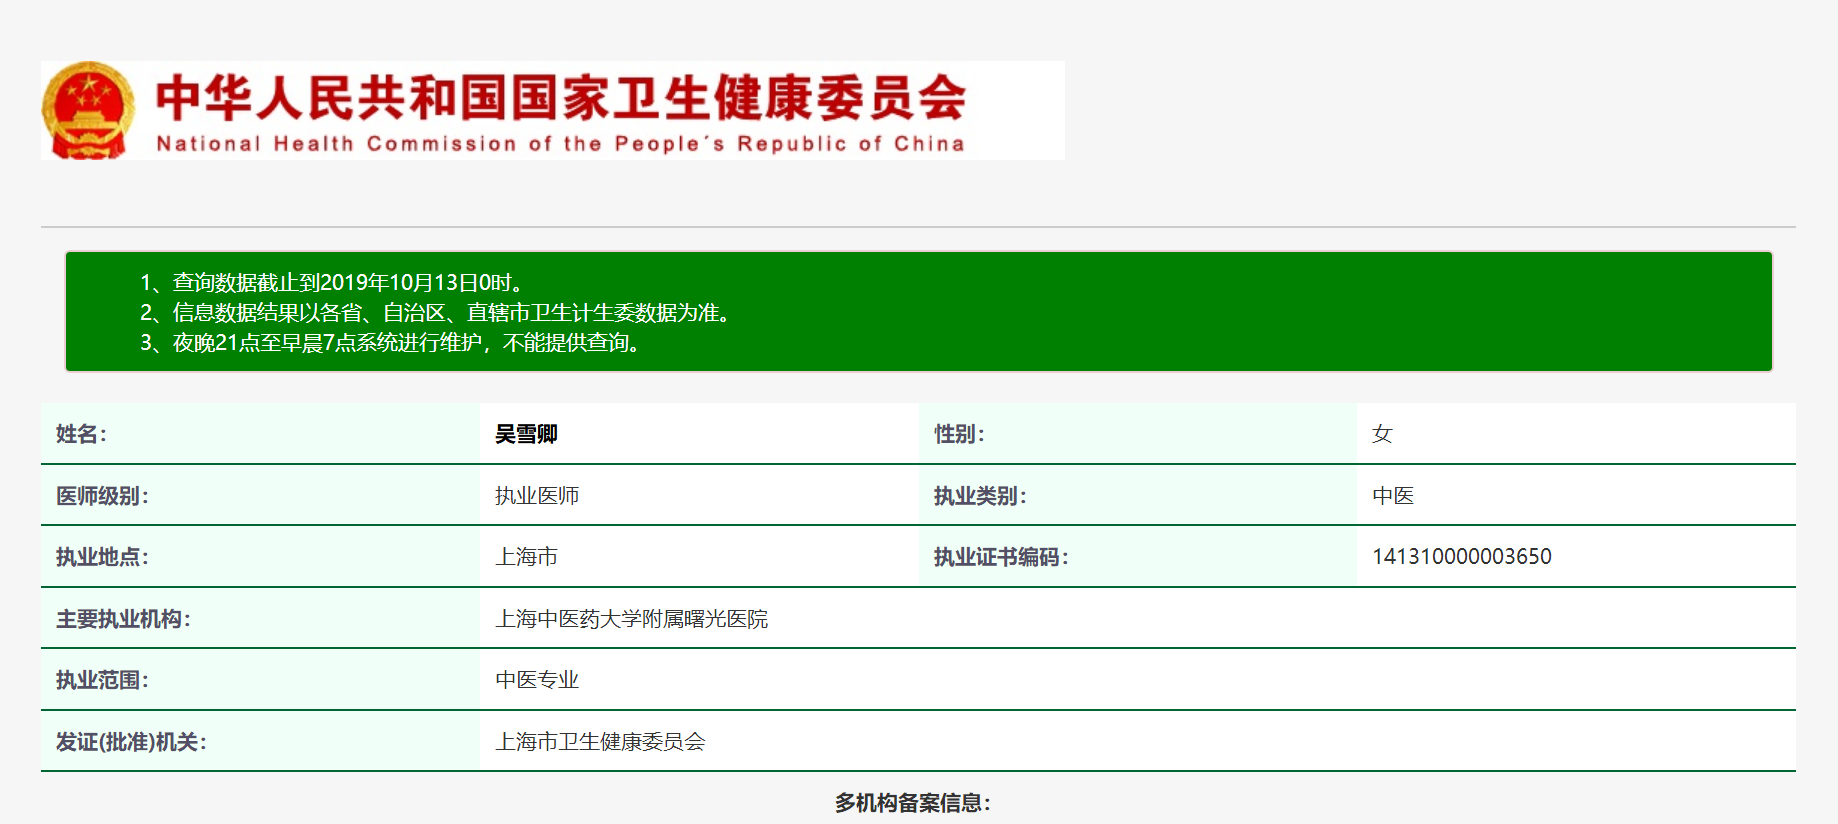 中华人民共和国国家卫生健康委员会
National Health Commission of the People´s Republic of China
1、查询数据截止到2019年10月13日0时。
2、信息数据结果以各省、自治区、直辖市卫生计生委数据为准。
3、夜晚21点至早晨7点系统进行维护，不能提供查询。
姓名： 吴雪卿 性别： 女
医师级别： 执业医师 执业类别： 中医
执业地点： 上海市 执业证书编码： 141310000003650
主要执业机构： 上海中医药大学附属曙光医院
执业范围： 中医专业
发证(批准)机关： 上海市卫生健康委员会
多机构备案信息：